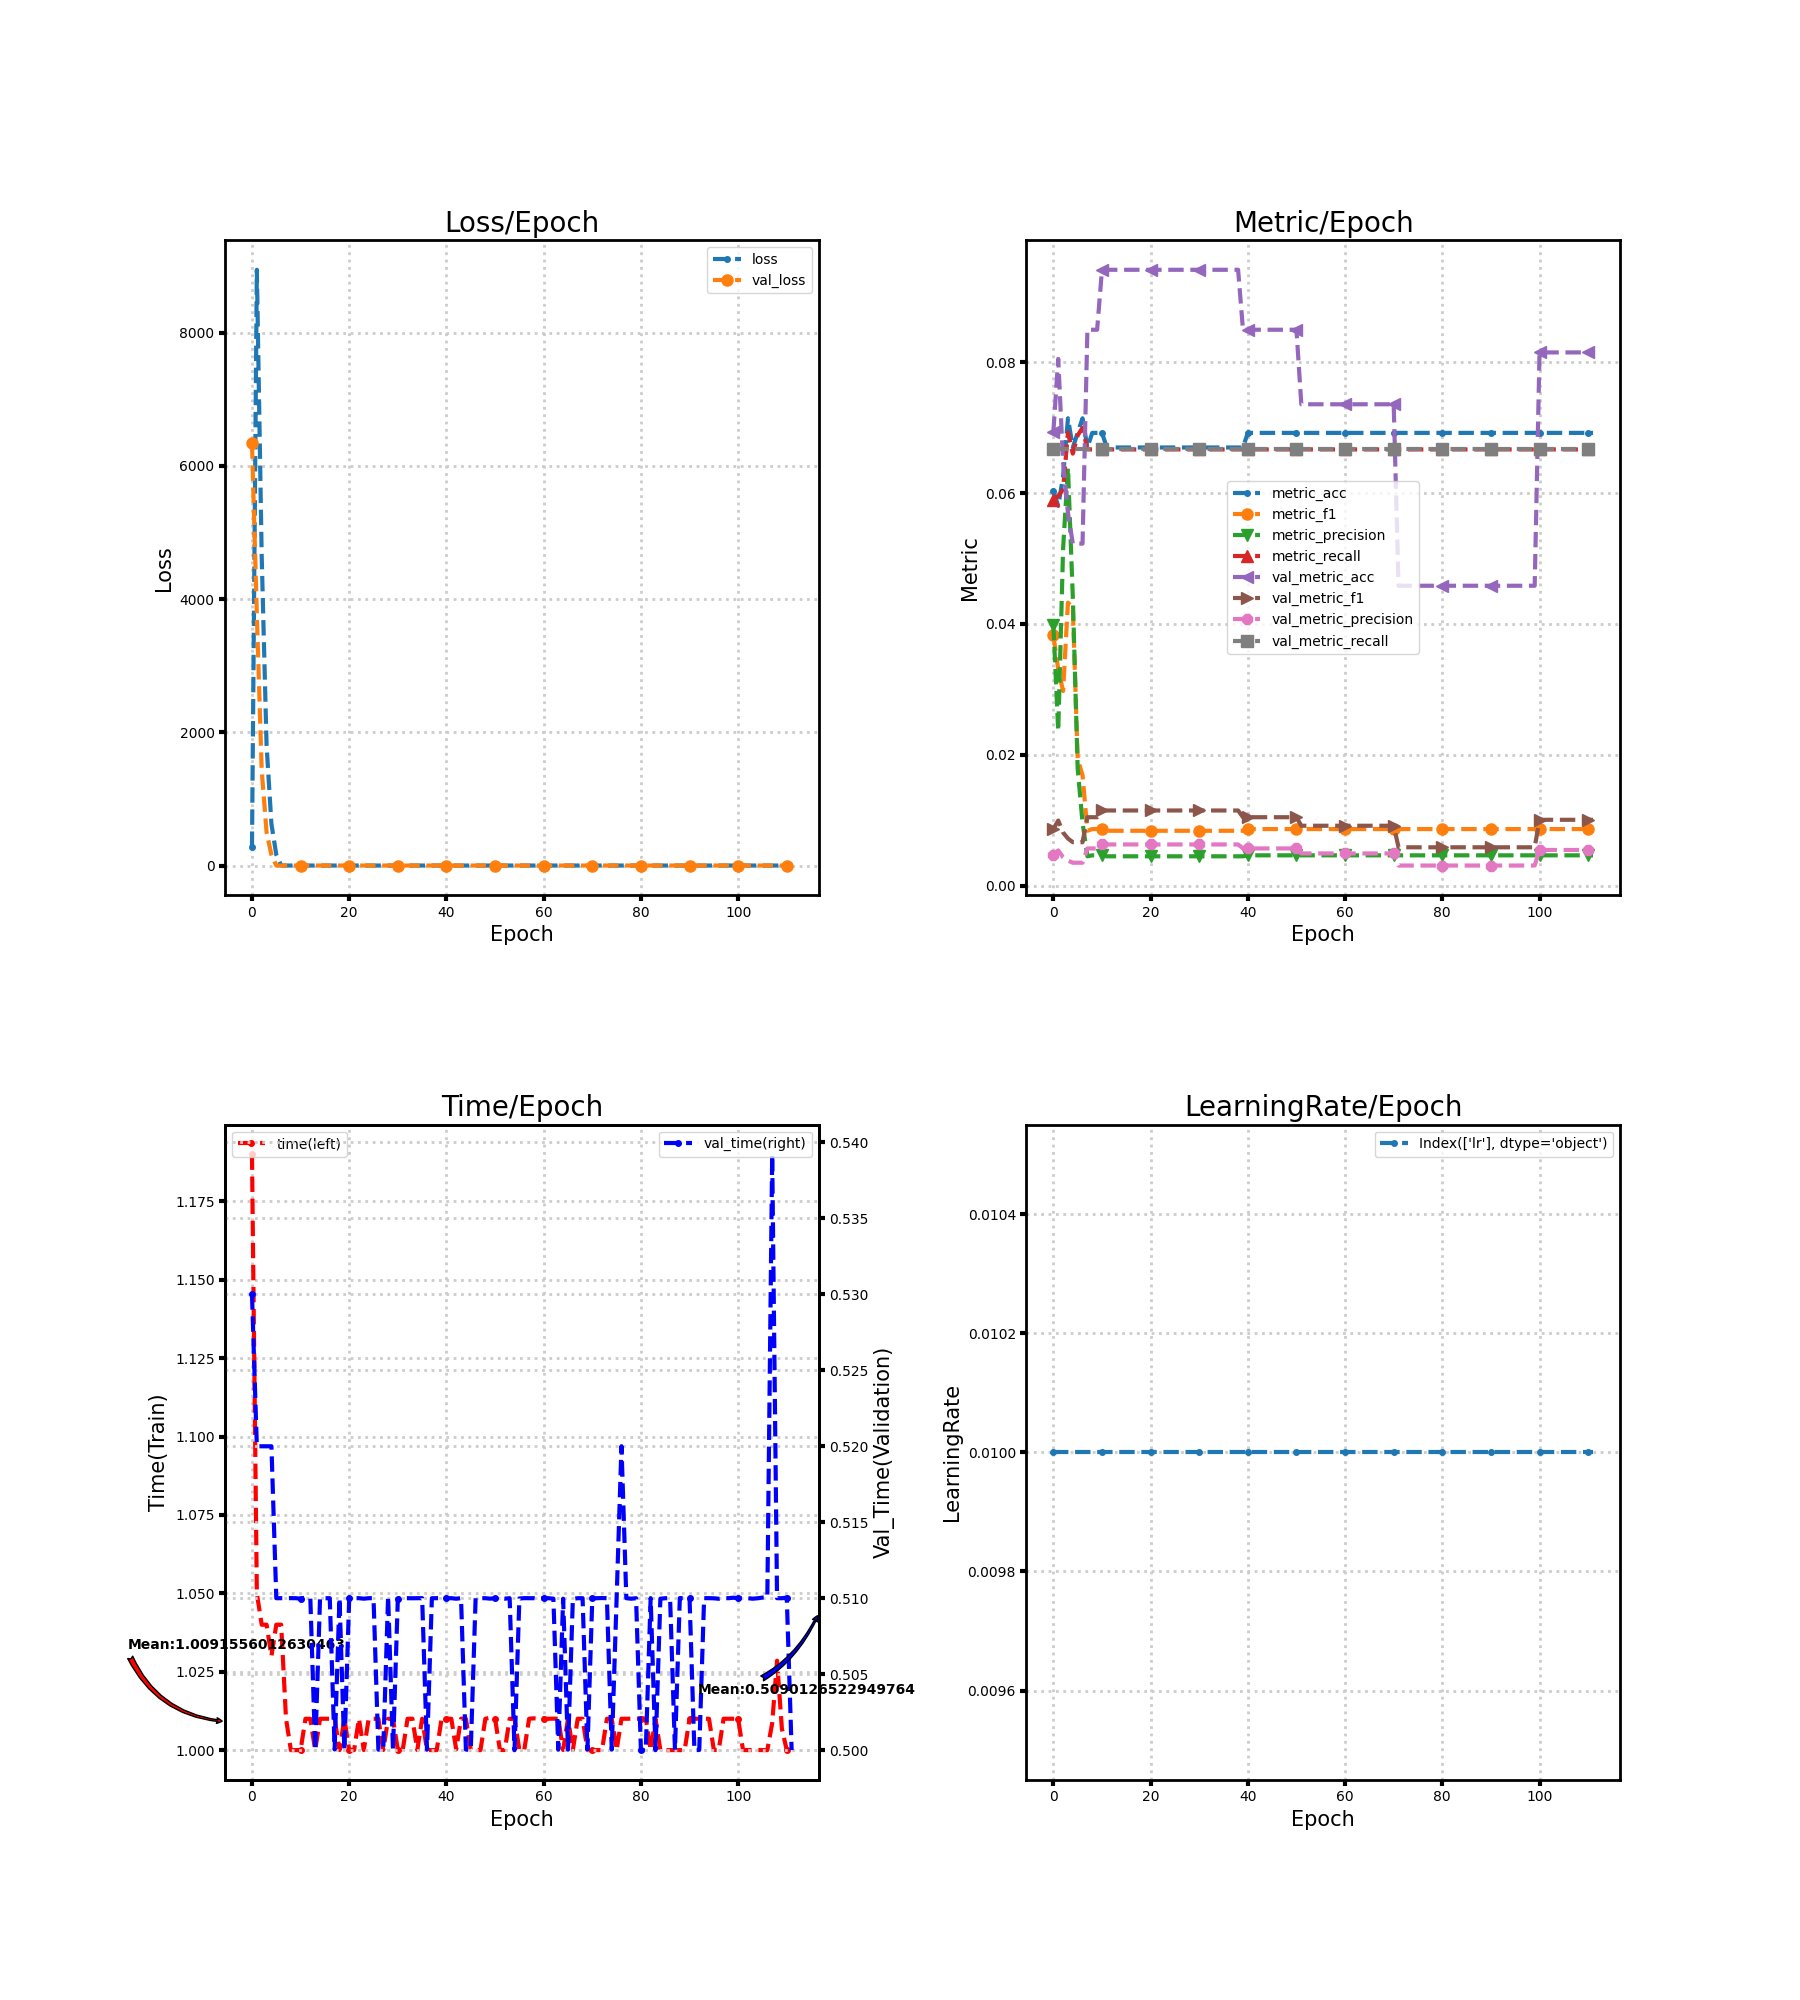 Loss/Epoch
loss
val_loss
8000
6000
4000
2000
0
Loss
0 20 40 60 80 100
Epoch
Metric/Epoch
0.08
0.06
0.04
0.02
0.00
Metric
metric_acc
metric_f1
metric_precision
metric_recall
val_metric_acc
val_metric_f1
val_metric_precision
val_metric_recall
0 20 40 60 80 100
Epoch
Time/Epoch
time(left)
val_time(right)
1.175
1.150
1.125
1.100
1.075
1.050
1.025
1.000
Time(Train)
0.540
0.535
0.530
0.525
0.520
0.515
0.510
0.505
0.500
Val_Time(Validation)
Mean:1.0091556012630463
Mean:0.5090126522949764
0 20 40 60 80 100
Epoch
LearningRate/Epoch
Index(['lr'], dtype='object')
0.0104
0.0102
0.0100
0.0098
0.0096
LearningRate
0 20 40 60 80 100
Epoch